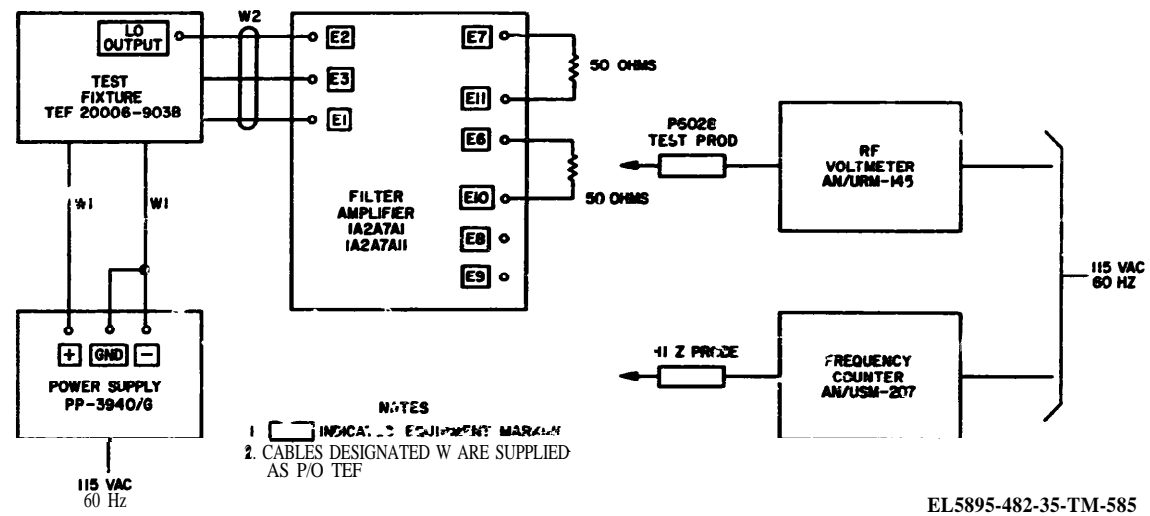 W2
LO
OUTPUT
TEST
FIXTURE
TEF 20006-903B
E2
E3
E1
E7
E11
E6
E10
E8
E9
50 OHMS
50 OHMS
FILTER
AMPLIFIER
1A2A7A1
1A2A7A11
W1
W1
+
GND
-
POWER SUPPLY
PP-3940/G
115 VAC
60 Hz
P6028
TEST PROD
RF
VOLTMETER
AN/URM-145
Z
FREQUENCY
COUNTER
AN/USM-207
115 VAC
60 HZ
NOTES
1
2. CABLES DESIGNATED W ARE SUPPLIED
AS P/O TEF
EL5895-482-35-TM-585